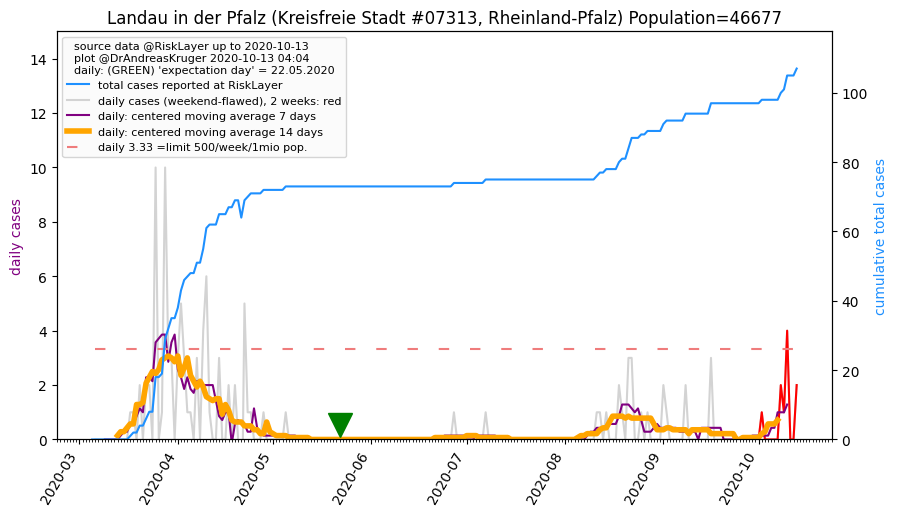 Landau in der Pfalz (Kreisfreie Stadt #07313, Rheinland-Pfalz) Population=46677
source data @RiskLayer up to 2020-10-13
plot @DrAndreasKruger 2020-10-13 04:04
daily: (GREEN) 'expectation day' = 22.05.2020
total cases reported at RiskLayer
daily cases (weekend-flawed), 2 weeks: red
daily: centered moving average 7 days
daily: centered moving average 14 days
daily 3.33 =limit 500/week/1mio pop.
daily cases
14
12
10
8
6
4
2
0
cumulative total cases
100
80
60
40
20
0
2020-03
2020-04
2020-05
2020-06
2020-07
2020-08
2020-09
2020-10